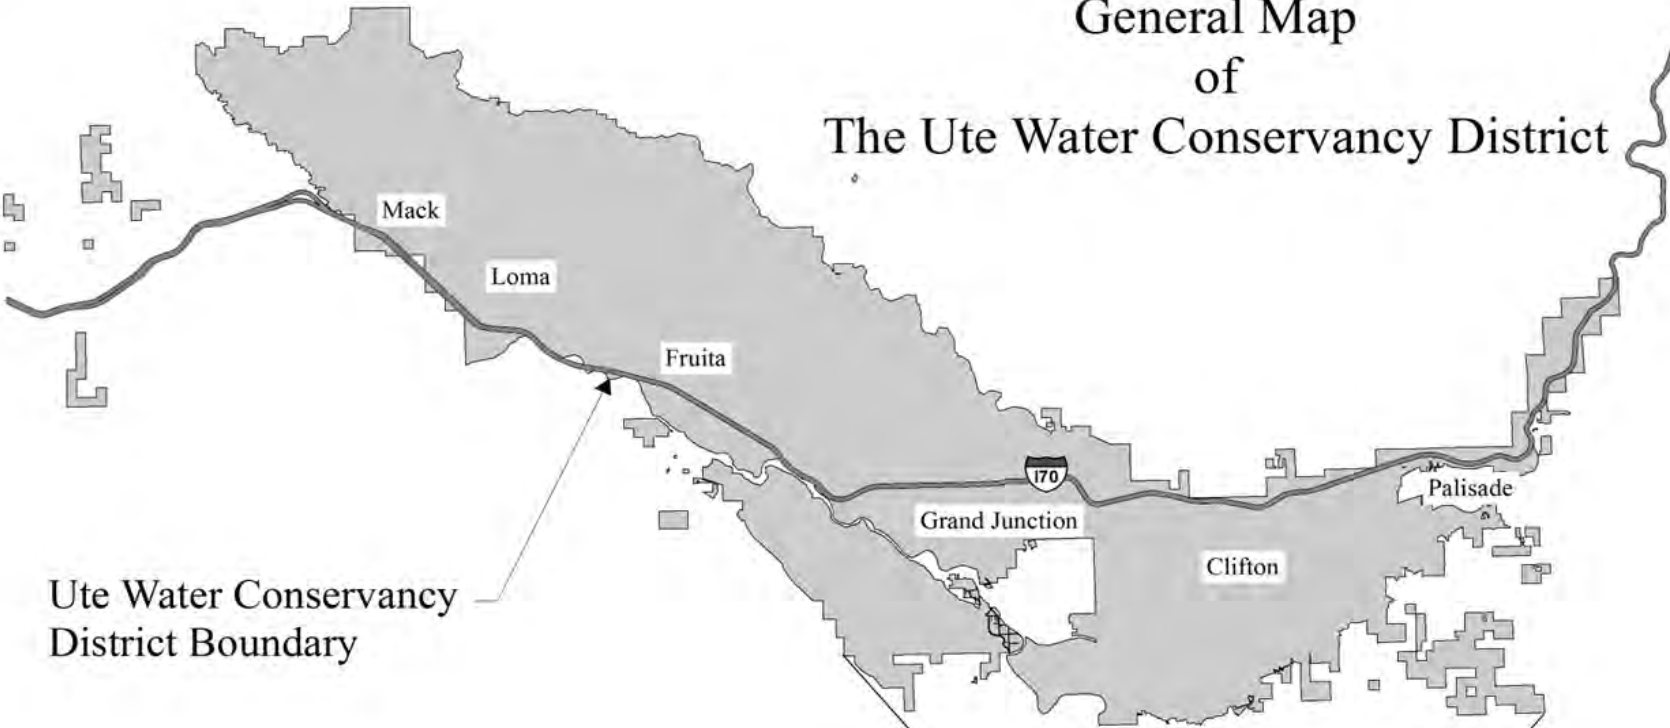 General Map
of
The Ute Water Conservancy District
Mack
Loma
Fruita
I70
Palisade
Grand Junction
Clifton
Ute Water Conservancy
District Boundary